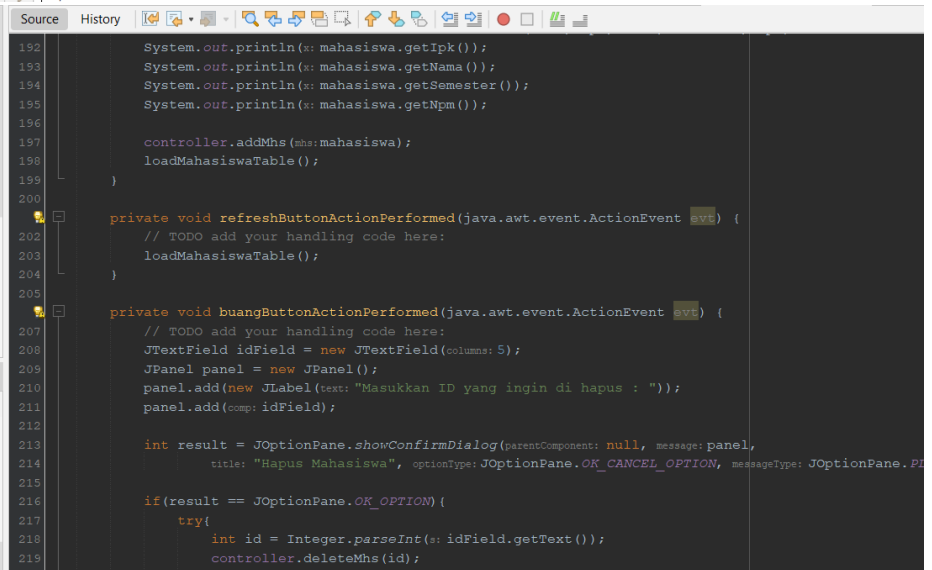 Source History
192 System.out.println(x: mahasiswa.getIpk());
193 System.out.println(x: mahasiswa.getNama());
194 System.out.println(x: mahasiswa.getSemester());
195 System.out.println(x: mahasiswa.getNpm());
196
197 controller.addMhs(mhs: mahasiswa);
198 loadMahasiswaTable();
199 }
200
private void refreshButtonActionPerformed(java.awt.event.ActionEvent evt) {
202 // TODO add your handling code here:
203 loadMahasiswaTable();
204 }
205
private void buangButtonActionPerformed(java.awt.event.ActionEvent evt) {
207 // TODO add your handling code here:
208 JTextField idField = new JTextField(columns: 5);
209 JPanel panel = new JPanel();
210 panel.add(new JLabel(text: "Masukkan ID yang ingin di hapus : "));
211 panel.add(comp: idField);
212
213 int result = JOptionPane.showConfirmDialog(parentComponent: null, message: panel,
214 title: "Hapus Mahasiswa", optionType: JOptionPane.OK_CANCEL_OPTION, messageType: JOptionPane.
215
216 if(result == JOptionPane.OK_OPTION){
217 try{
218 int id = Integer.parseInt(s: idField.getText());
219 controller.deleteMhs(id);